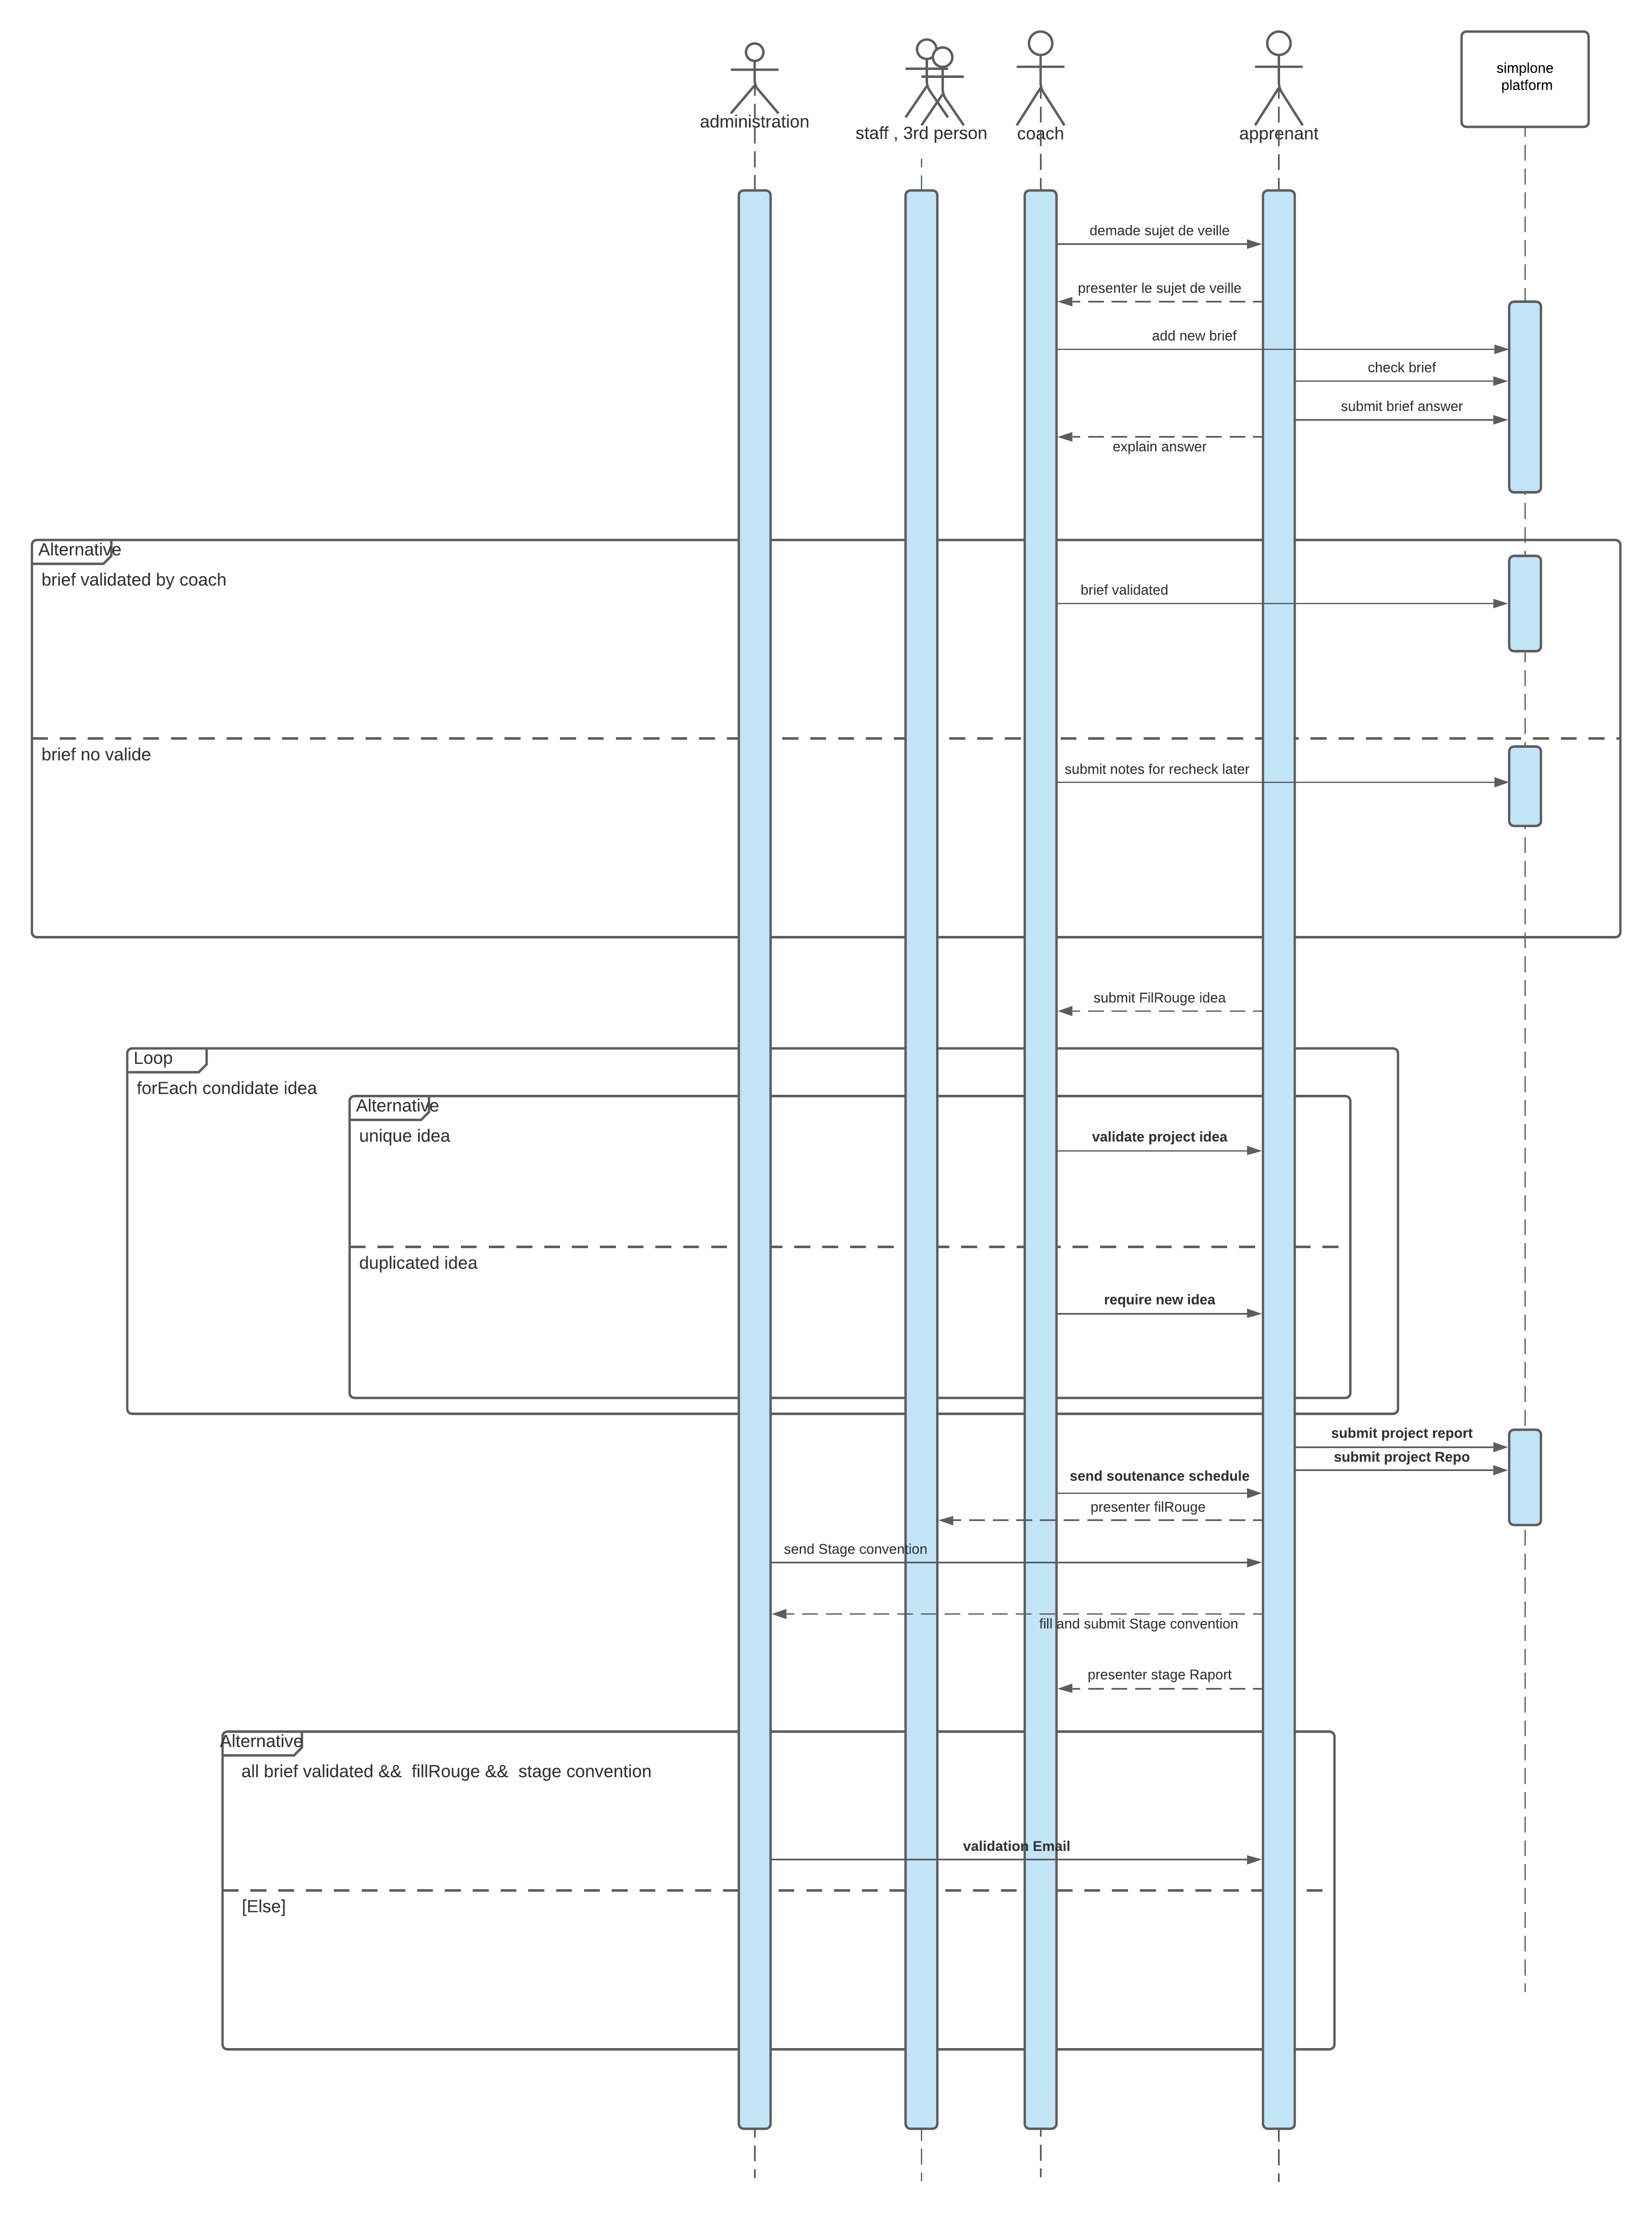 administration
staff , 3rd person
coach
apprenant
simplone
platform
demade sujet de veille
presenter le sujet de veille
add new brief
check brief
submit brief answer
explain answer
Alternative
brief validated by coach
brief validated
brief no valide
submit notes for recheck later
submit FilRouge idea
Loop
forEach condidate idea
Alternative
unique idea
validate project idea
duplicated idea
require new idea
submit project report
submit project Repo
send soutenance schedule
presenter filRouge
send Stage convention
fill and submit Stage convention
presenter stage Raport
Alternative
all brief validated &&  fillRouge &&  stage convention
validation Email
[Else]